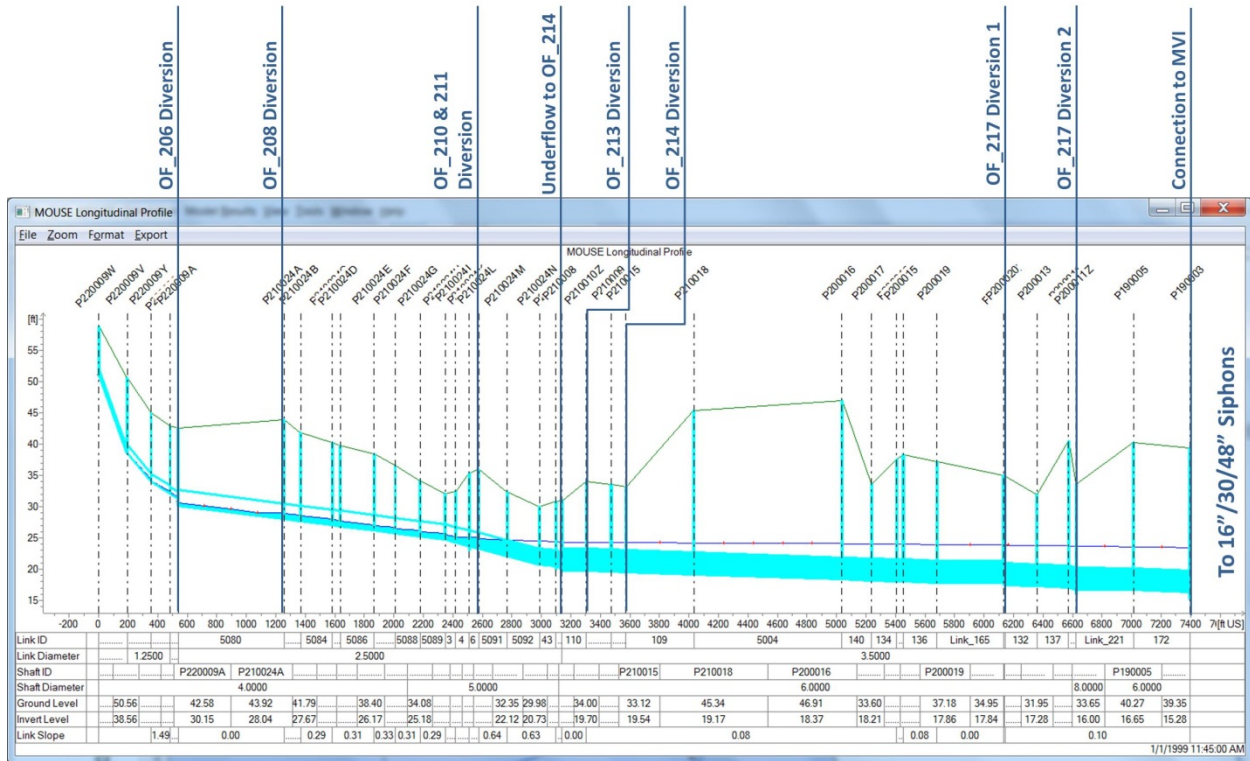 OF_206 Diversion
OF_208 Diversion
OF_210 & 211
Diversion
Underflow to OF_214
OF_213 Diversion
OF_214 Diversion
OF_217 Diversion 1
OF_217 Diversion 2
Connection to MVI
To 16”/30/48” Siphons
MOUSE Longitudinal Profile
File Zoom Format Export
MOUSE Longitudinal Profile
P220009W P220009V P220009Y P220009A P210024A P210024B P210024D P210024E P210024F P210024G P210024L P210024M P210024N P210008 P210010Z P210009 P210015 P210018 P200016 P200017 P200015 P200019 P200013 P200011Z P190005 P190003
[ft]
55
50
45
40
35
30
25
20
15
-200 0 200 400 600 800 1000 1200 1400 1600 1800 2000 2200 2400 2600 2800 3000 3200 3400 3600 3800 4000 4200 4400 4600 4800 5000 5200 5400 5600 5800 6000 6200 6400 6600 6800 7000 7200 7400 7([ft US]
Link ID 5080 5084 5086 5088 5089 3 4 6 5091 5092 43 110 109 5004 140 134 136 Link_165 132 137 Link_221 172
Link Diameter 1.2500 2.5000 3.5000
Shaft ID P220009A P210024A P210015 P210018 P200016 P200019 P190005
Shaft Diameter 4.0000 5.0000 6.0000 8.0000 6.0000
Ground Level 50.56 42.58 43.92 41.79 38.40 34.08 32.35 29.98 34.00 33.12 45.34 46.91 33.60 37.18 34.95 31.95 33.65 40.27 39.35
Invert Level 38.56 30.15 28.04 27.67 26.17 25.18 22.12 20.73 19.70 19.54 19.17 18.37 18.21 17.86 17.84 17.28 16.00 16.65 15.28
Link Slope 1.49 0.00 0.29 0.31 0.33 0.31 0.29 0.64 0.63 0.00 0.08 0.08 0.00 0.10
1/1/1999 11:45:00 AM